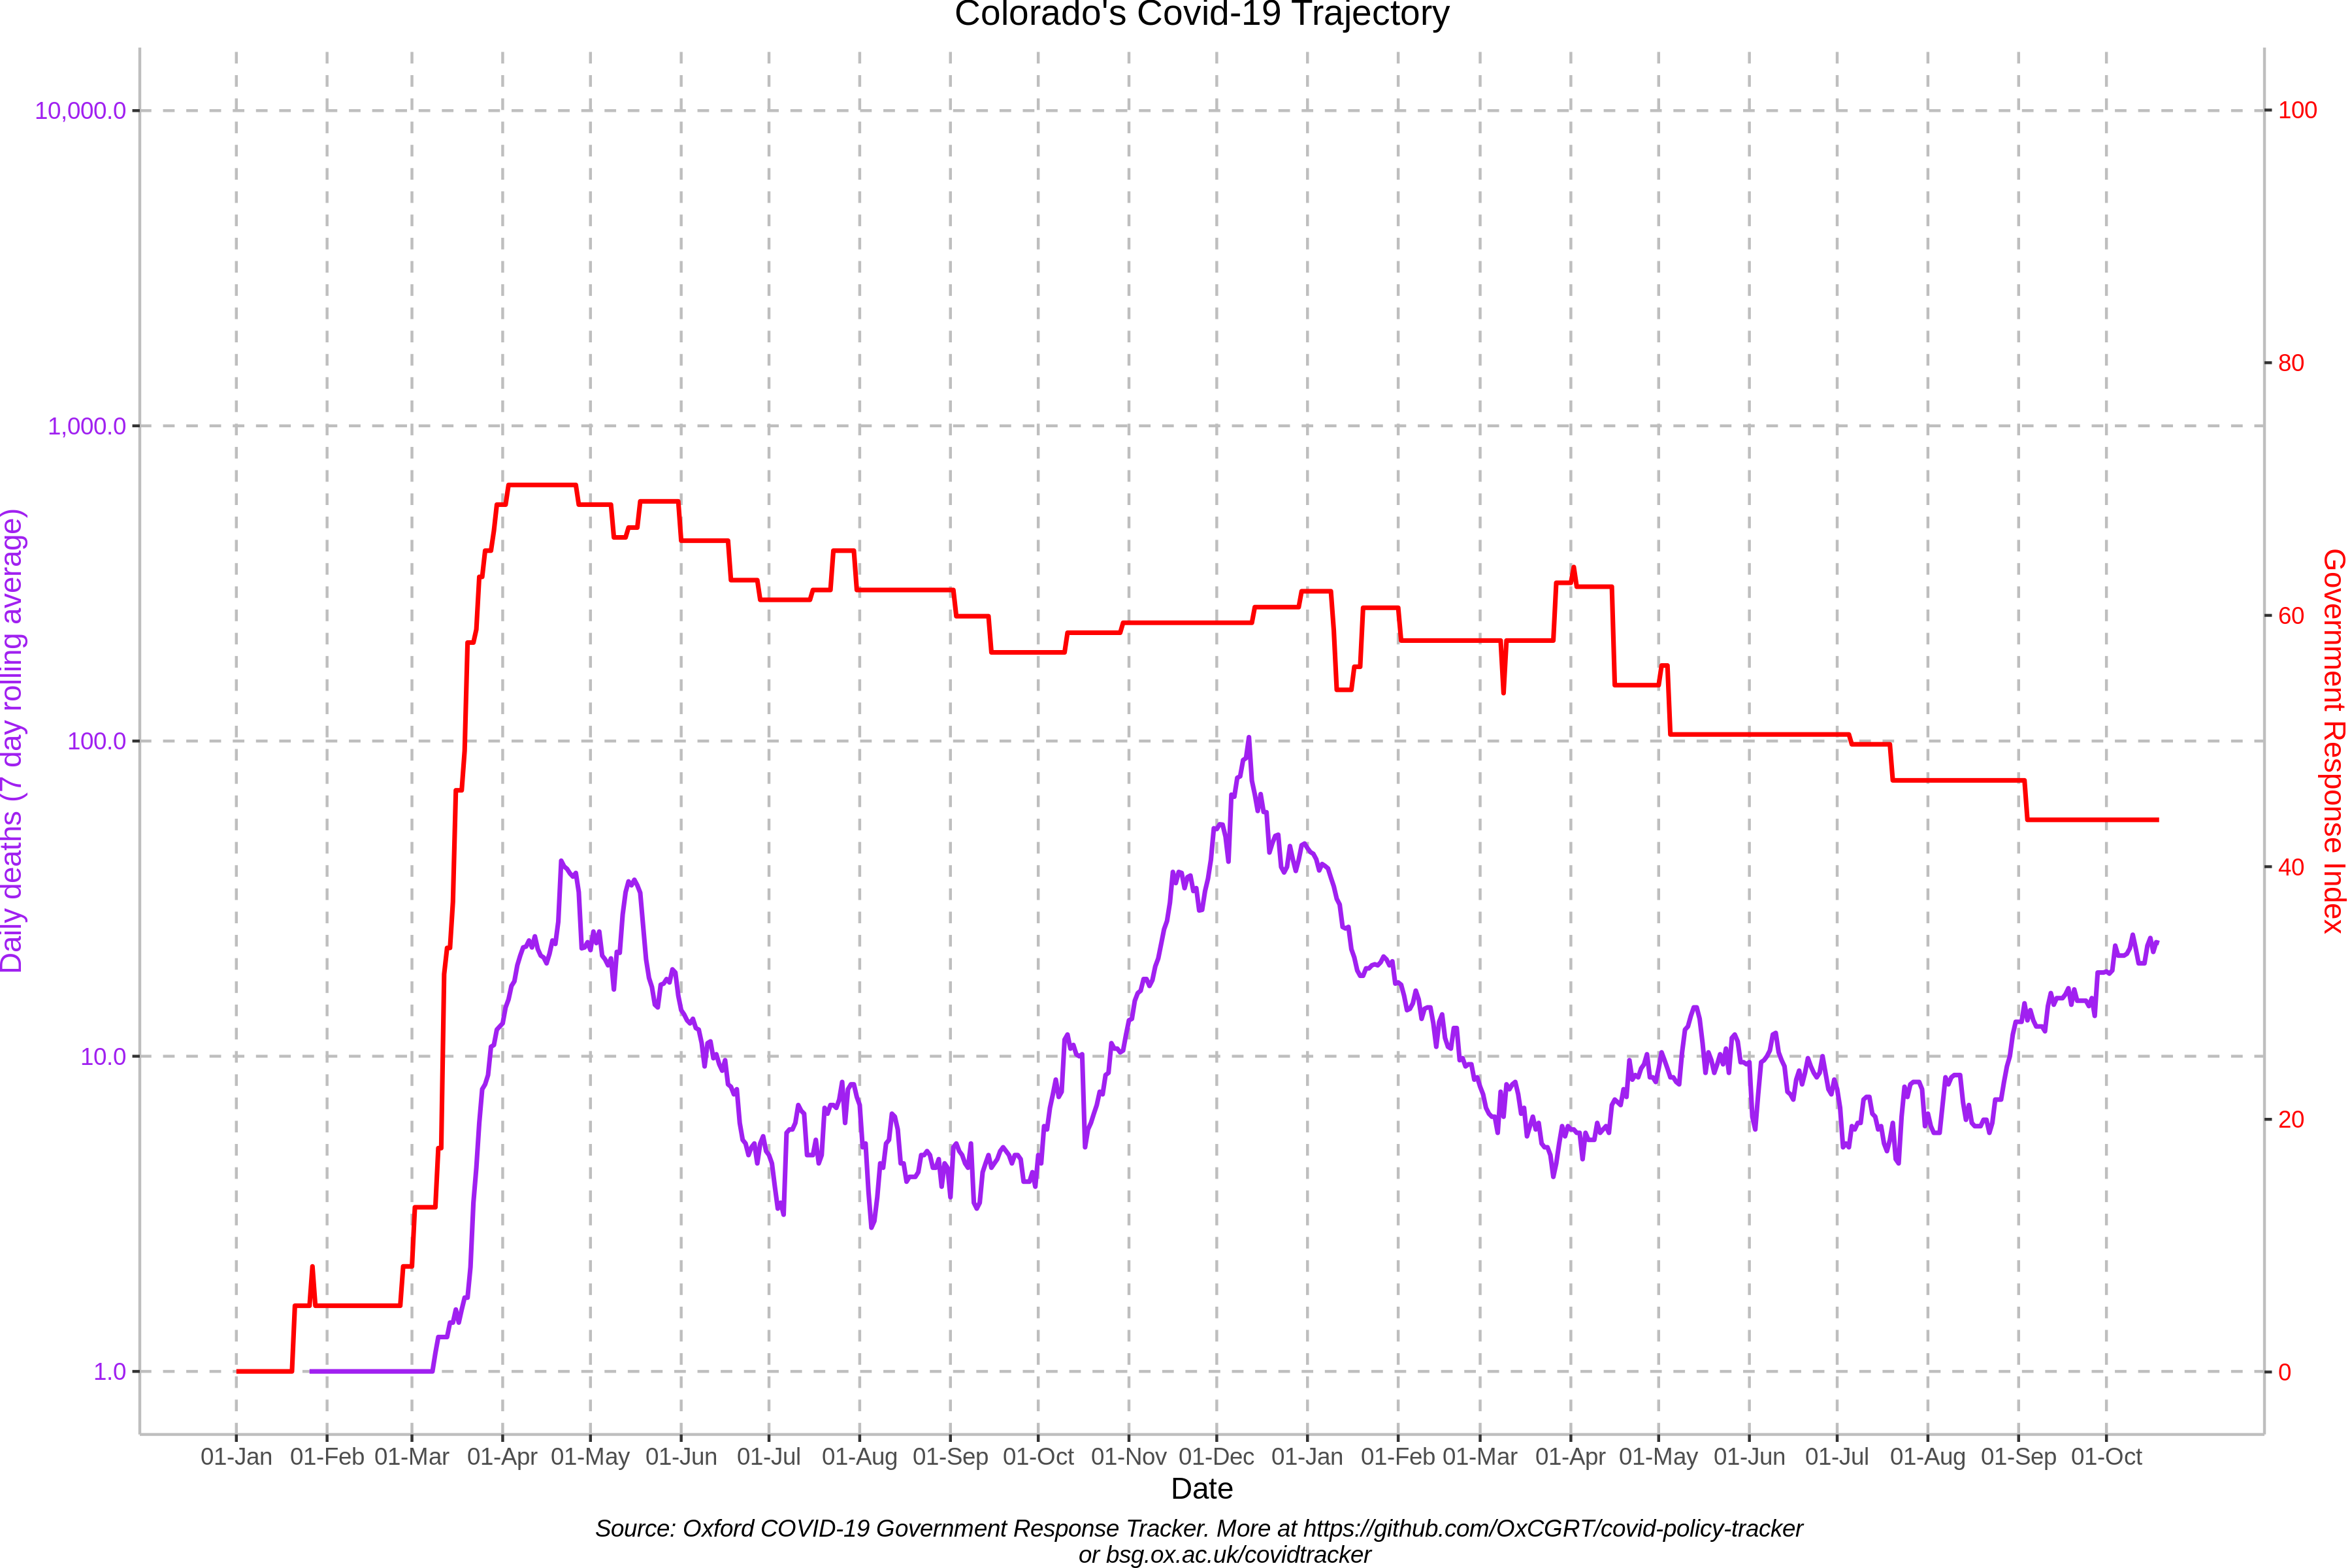 Colorado's Covid-19 Trajectory
10,000.0
1,000.0
100.0
10.0
1.0
Daily deaths (7 day rolling average)
100
80
60
40
20
0
Government Response Index
01-Jan 01-Feb 01-Mar 01-Apr 01-May 01-Jun 01-Jul 01-Aug 01-Sep 01-Oct 01-Nov 01-Dec 01-Jan 01-Feb 01-Mar 01-Apr 01-May 01-Jun 01-Jul 01-Aug 01-Sep 01-Oct
Date
Source: Oxford COVID-19 Government Response Tracker. More at https://github.com/OxCGRT/covid-policy-tracker
or bsg.ox.ac.uk/covidtracker